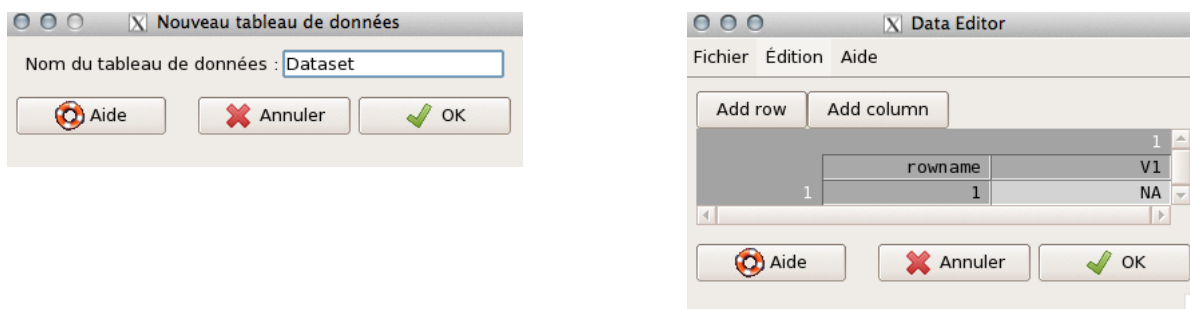 Nouveau tableau de données
Nom du tableau de données : Dataset
Aide Annuler OK
Data Editor
Fichier Édition Aide
Add row Add column
1
rowname V1
1 1 NA
Aide Annuler OK